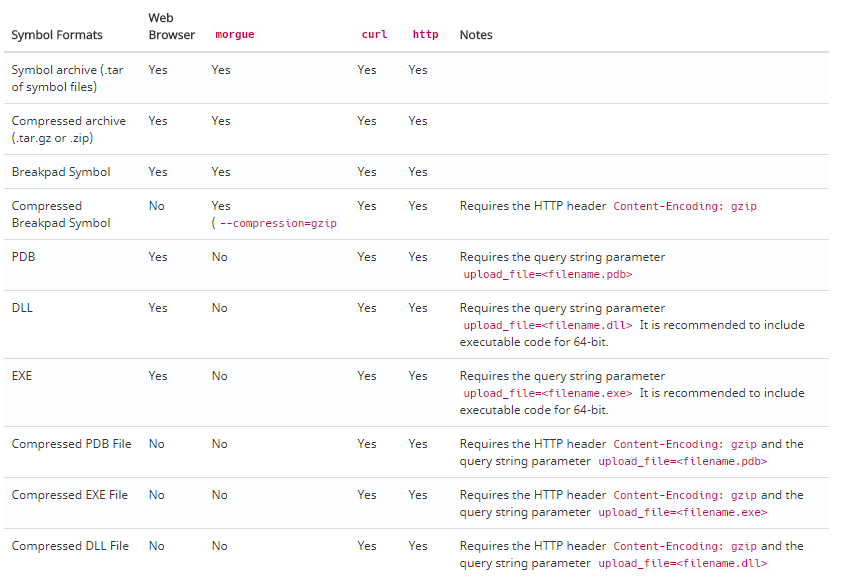 Web
Symbol Formats Browser morgue curl http Notes
Symbol archive (.tar Yes Yes Yes Yes
of symbol files)
Compressed archive Yes Yes Yes Yes
(.tar.gz or .zip)
Breakpad Symbol Yes Yes Yes Yes
Compressed No Yes Yes Yes Requires the HTTP header Content-Encoding: gzip
Breakpad Symbol ( --compression=gzip
PDB Yes No Yes Yes Requires the query string parameter
upload_file=<filename.pdb>
DLL Yes No Yes Yes Requires the query string parameter
upload_file=<filename.dll> It is recommended to include
executable code for 64-bit.
EXE Yes No Yes Yes Requires the query string parameter
upload_file=<filename.exe> It is recommended to include
executable code for 64-bit.
Compressed PDB File No No Yes Yes Requires the HTTP header Content-Encoding: gzip and the
query string parameter upload_file=<filename.pdb>
Compressed EXE File No No Yes Yes Requires the HTTP header Content-Encoding: gzip and the
query string parameter upload_file=<filename.exe>
Compressed DLL File No No Yes Yes Requires the HTTP header Content-Encoding: gzip and the
query string parameter upload_file=<filename.dll>